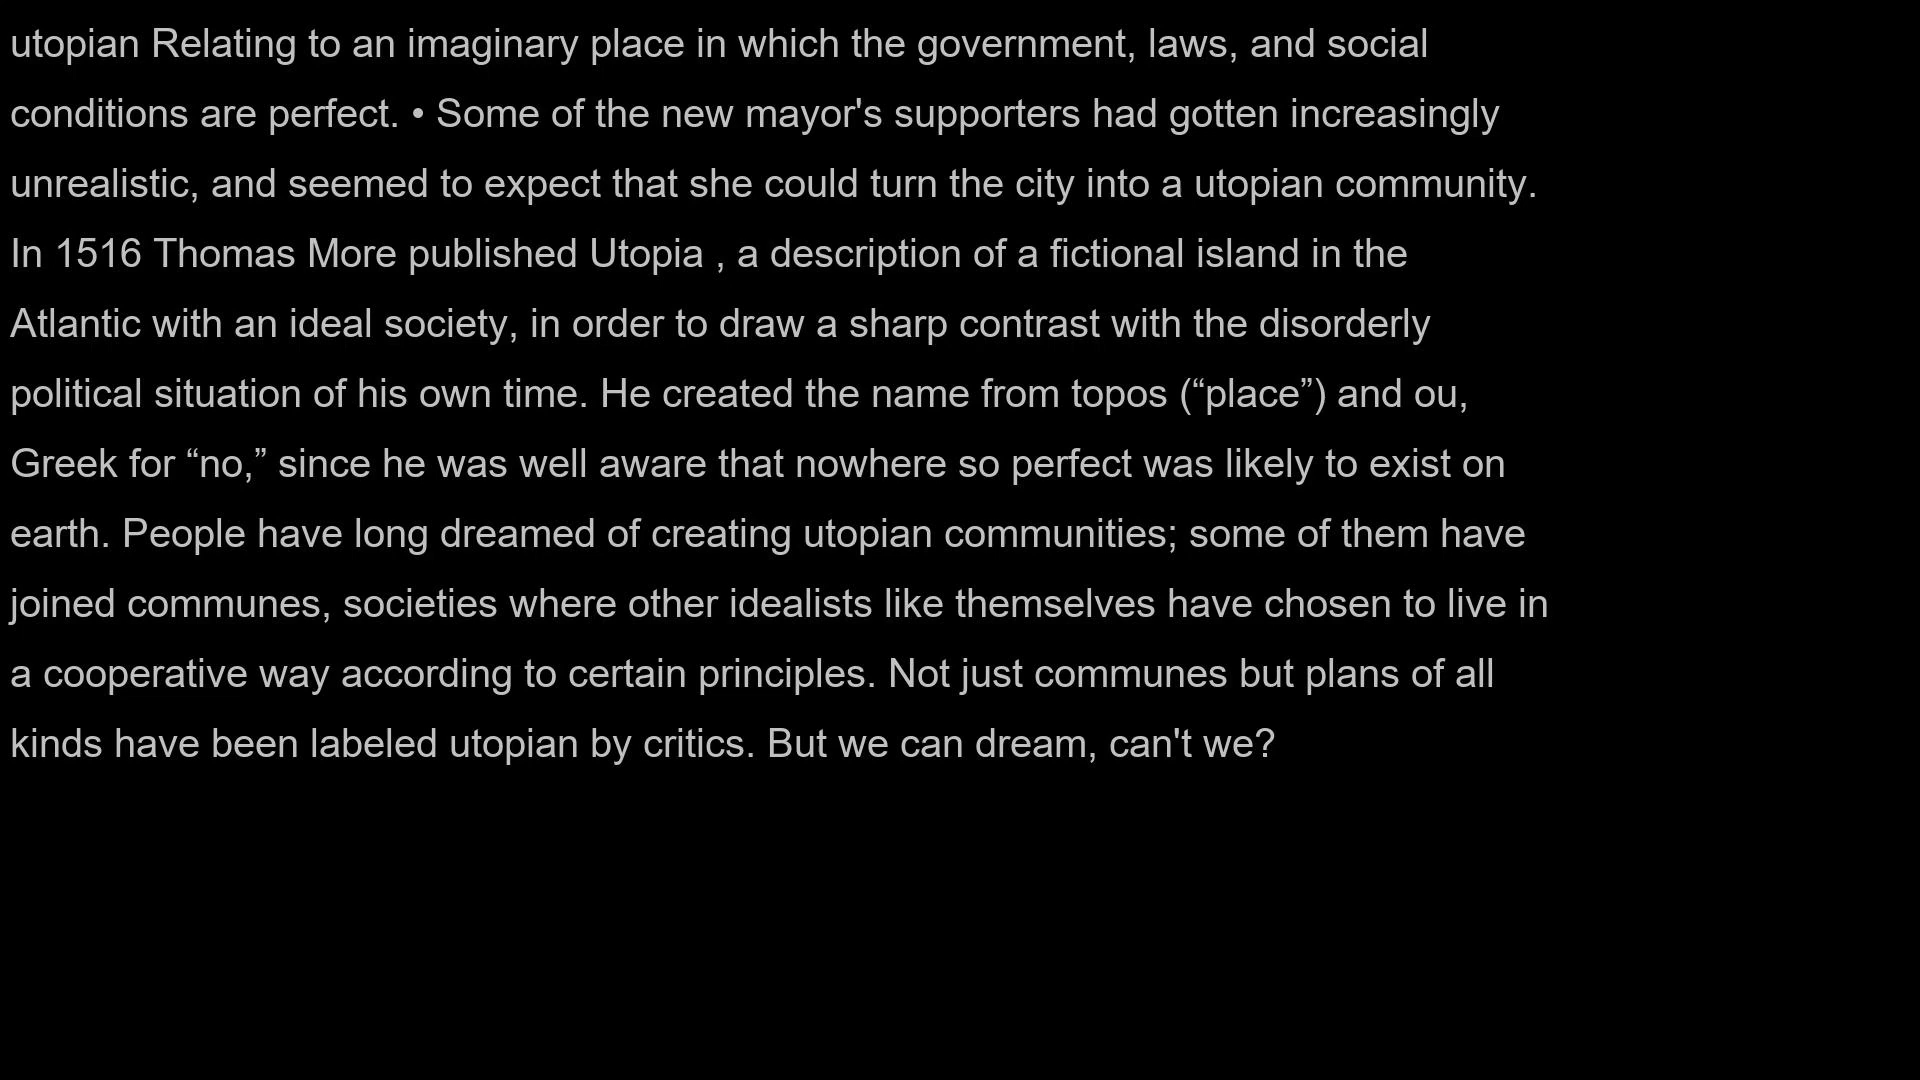 utopian Relating to an imaginary place in which the government, laws, and social
conditions are perfect. • Some of the new mayor's supporters had gotten increasingly
unrealistic, and seemed to expect that she could turn the city into a utopian community.
In 1516 Thomas More published Utopia , a description of a fictional island in the
Atlantic with an ideal society, in order to draw a sharp contrast with the disorderly
political situation of his own time. He created the name from topos (“place”) and ou,
Greek for “no,” since he was well aware that nowhere so perfect was likely to exist on
earth. People have long dreamed of creating utopian communities; some of them have
joined communes, societies where other idealists like themselves have chosen to live in
a cooperative way according to certain principles. Not just communes but plans of all
kinds have been labeled utopian by critics. But we can dream, can't we?